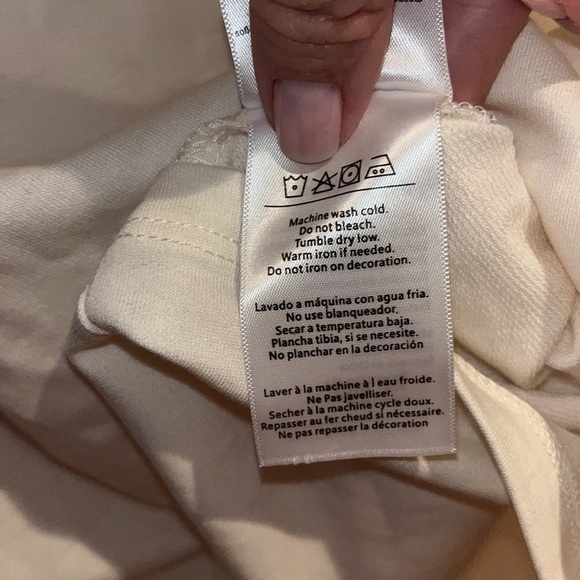 Machine wash cold.
Do not bleach.
Tumble dry low.
Warm iron if needed.
Do not iron on decoration.
Lavado a máquina con agua fria.
No use blanqueador.
Secar a temperatura baja.
Plancha tibia, si se necesite.
No planchar en la decoración
Laver à la machine à l eau froide.
Ne Pas javelliser.
Secher à la machine cycle doux.
Repasser au fer cheud si nécessaire.
Ne pas repasser la décoration